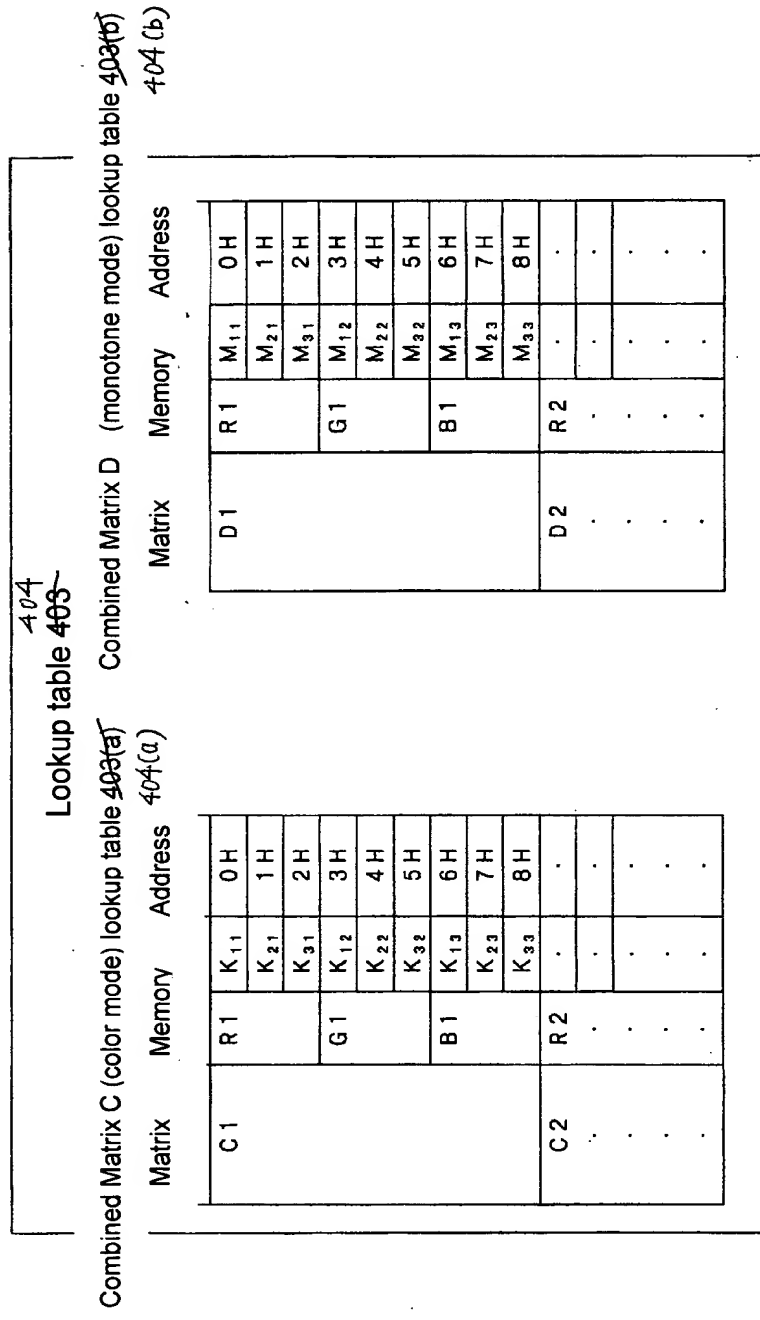 404
Lookup table 403
Combined Matrix C (color mode) lookup table 403(a)
404(a)
Matrix Memory Address
C1 R1 K₁₁ 0H
K₂₁ 1H
K₃₁ 2H
G1 K₁₂ 3H
K₂₂ 4H
K₃₂ 5H
B1 K₁₃ 6H
K₂₃ 7H
K₃₃ 8H
C2 R2 . .
. . . .
. . . .
. . . .
. . . .
Combined Matrix D (monotone mode) lookup table 403(b)
404(b)
Matrix Memory Address
D1 R1 M₁₁ 0H
M₂₁ 1H
M₃₁ 2H
G1 M₁₂ 3H
M₂₂ 4H
M₃₂ 5H
B1 M₁₃ 6H
M₂₃ 7H
M₃₃ 8H
D2 R2 . .
. . . .
. . . .
. . . .
. . . .